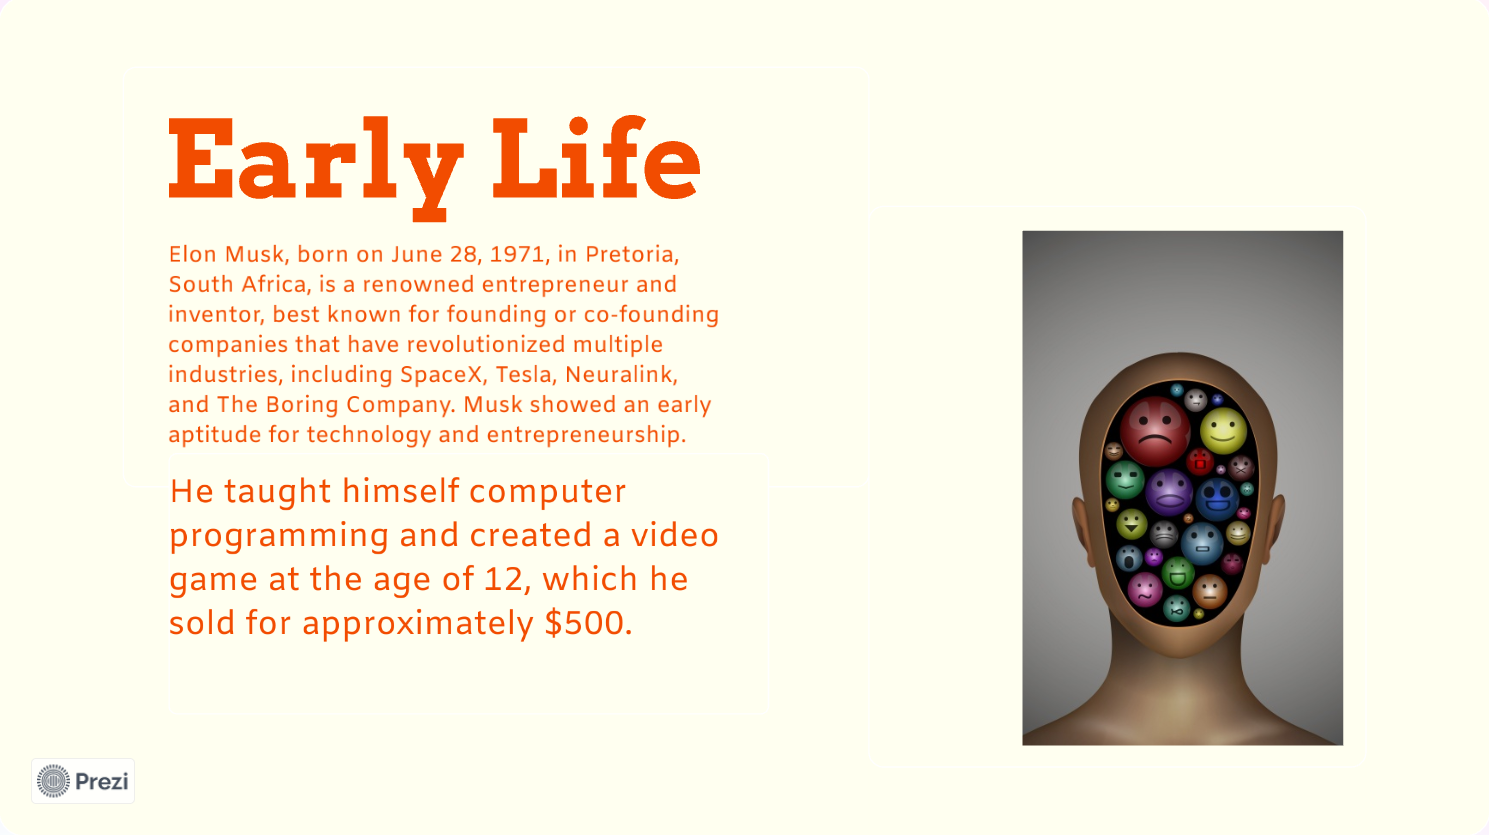 Early Life
Elon Musk, born on June 28, 1971, in Pretoria,
South Africa, is a renowned entrepreneur and
inventor, best known for founding or co-founding
companies that have revolutionized multiple
industries, including SpaceX, Tesla, Neuralink,
and The Boring Company. Musk showed an early
aptitude for technology and entrepreneurship.
He taught himself computer
programming and created a video
game at the age of 12, which he
sold for approximately $500.
Prezi